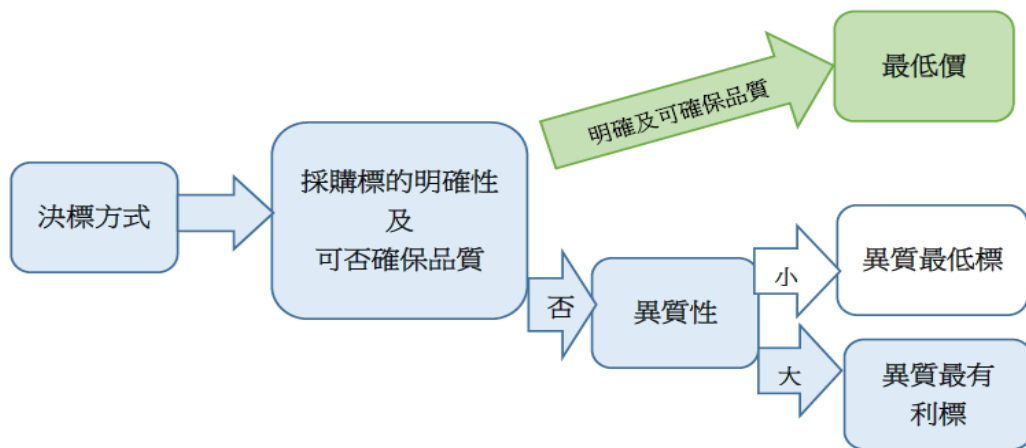 決標方式
採購標的明確性
及
可否確保品質
明確及可確保品質
最低價
否
異質性
小
異質最低標
大
異質最有
利標